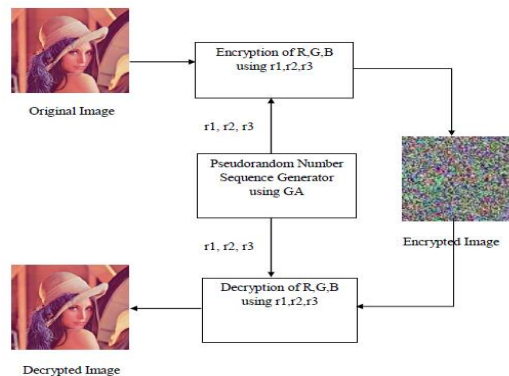 Encryption of R,G,B
using r1,r2,r3
Original Image
r1, r2, r3
Pseudorandom Number
Sequence Generator
using GA
Encrypted Image
r1, r2, r3
Decryption of R,G,B
using r1,r2,r3
Decrypted Image